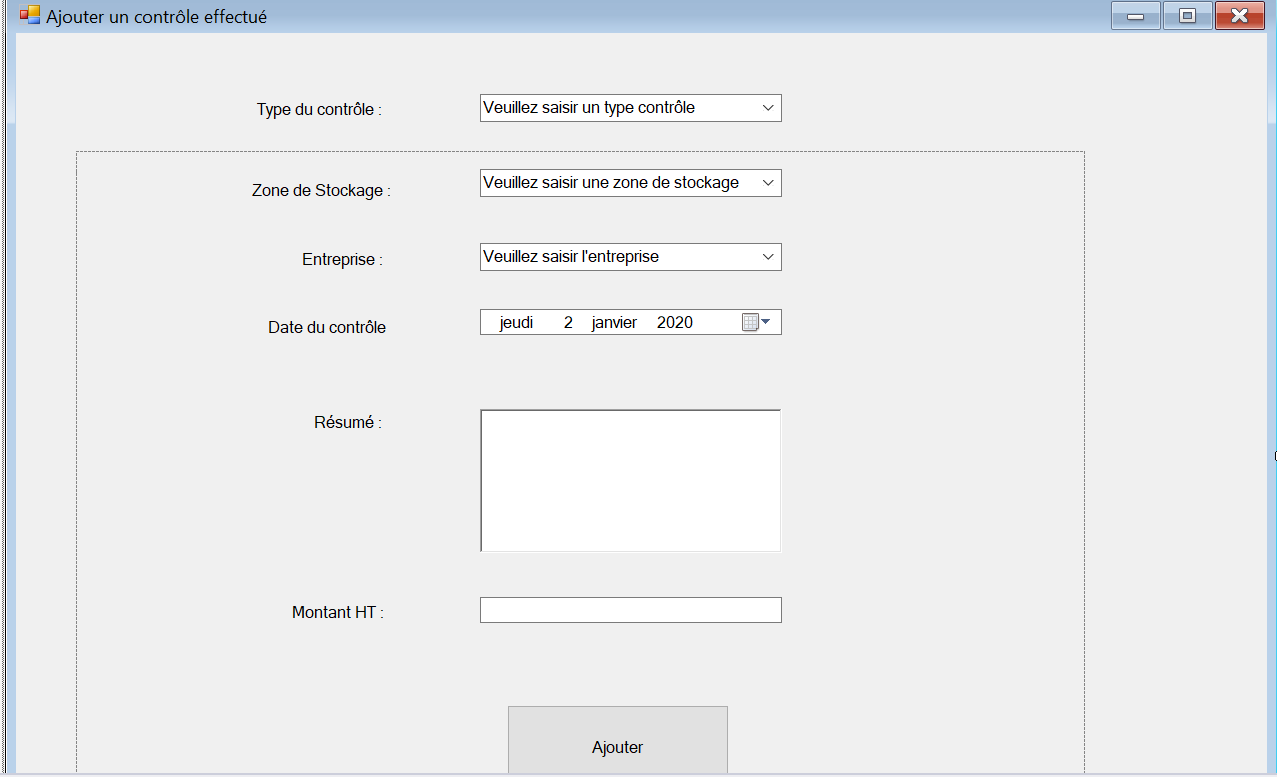 Ajouter un contrôle effectué
Type du contrôle : Veuillez saisir un type contrôle
Zone de Stockage : Veuillez saisir une zone de stockage
Entreprise : Veuillez saisir l'entreprise
Date du contrôle jeudi 2 janvier 2020
Résumé :
Montant HT :
Ajouter